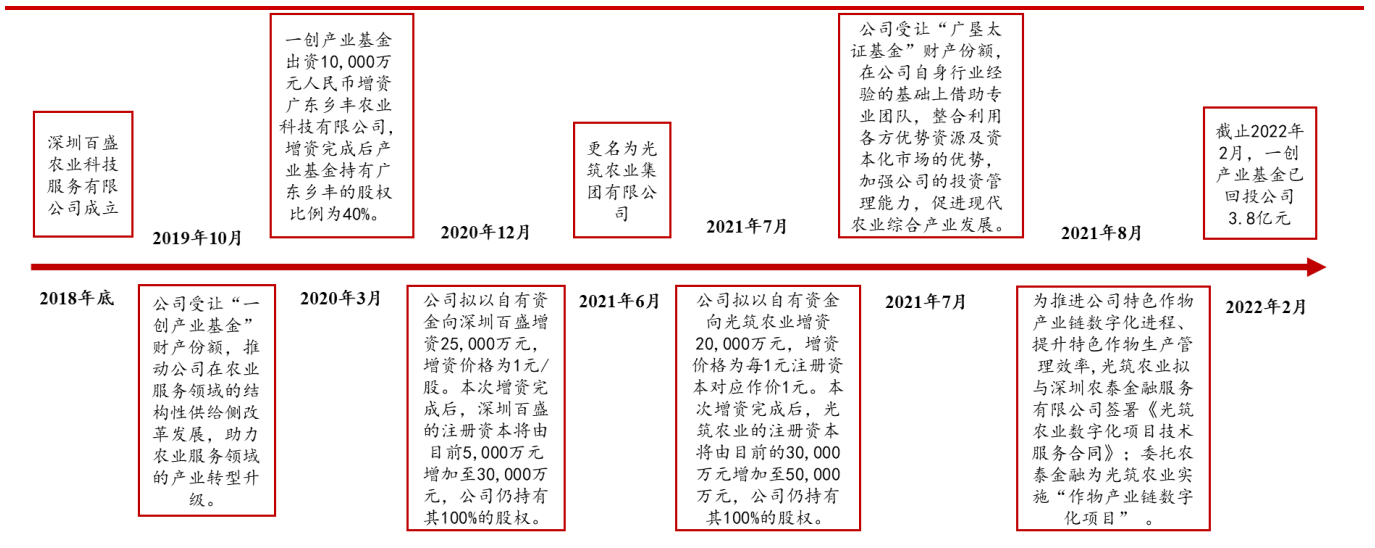 深圳百盛
农业科技
服务有限
公司成立
2018年底
2019年10月
公司受让“一
创产业基金”
财产份额，推
动公司在农业
服务领域的结
构性供给侧改
革发展，助力
农业服务领域
的产业转型升
级。
一创产业基金
出资10,000万
元人民币增资
广东乡丰农业
科技有限公司，
增资完成后产
业基金持有广
东乡丰的股权
比例为40%。
2020年3月
2020年12月
公司拟以自有资
金向深圳百盛增
资25,000万元，
增资价格为1元/
股。本次增资完
成后，深圳百盛
的注册资本将由
目前5,000万元
增加至30,000万
元，公司仍持有
其100%的股权。
更名为光
筑农业集
团有限公
司
2021年6月
2021年7月
公司拟以自有资金
向光筑农业增资
20,000万元，增资
价格为每1元注册资
本对应作价1元。本
次增资完成后，光
筑农业的注册资本
将由目前的30,000
万元增加至50,000
万元，公司仍持有
其100%的股权。
公司受让“广垦太
证基金”财产份额，
在公司自身行业经
验的基础上借助专
业团队，整合利用
各方优势资源及资
本化市场的优势，
加强公司的投资管
理能力，促进现代
农业综合产业发展。
2021年7月
2021年8月
为推进公司特色作物
产业链数字化进程、
提升特色作物生产管
理效率,光筑农业拟
与深圳农泰金融服务
有限公司签署《光筑
农业数字化项目技术
服务合同》；委托农
泰金融为光筑农业实
施“作物产业链数字
化项目” 。
截止2022年
2月，一创
产业基金已
回投公司
3.8亿元
2022年2月